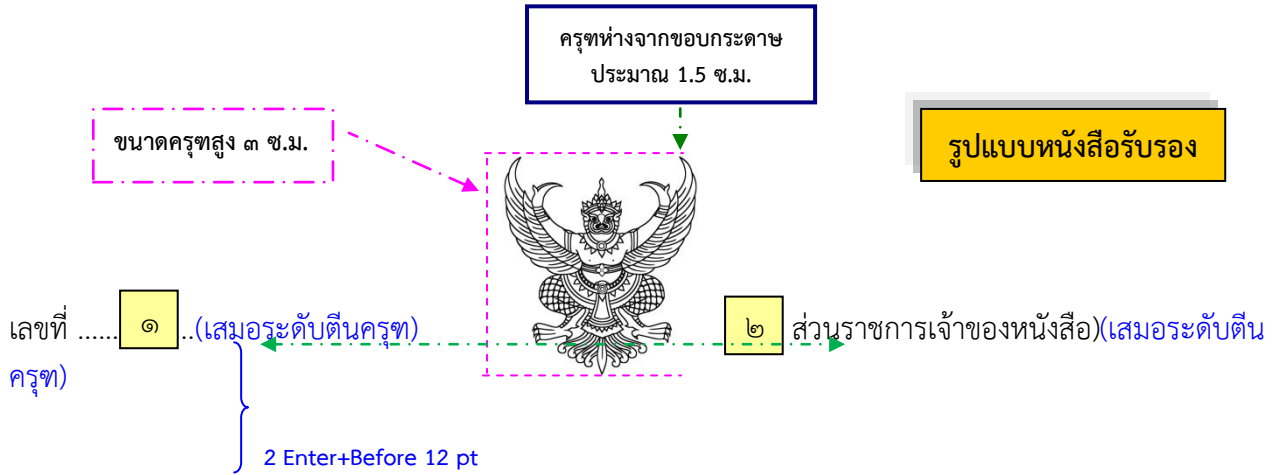 ครุฑห่างจากขอบกระดาษ
ประมาณ 1.5 ซ.ม.
ขนาดครุฑสูง ๓ ซ.ม.
รูปแบบหนังสือรับรอง
เลขที่ ...... ๑ ..(เสมอระดับตีนครุฑ) ๒ ส่วนราชการเจ้าของหนังสือ)(เสมอระดับตีน
ครุฑ)
2 Enter+Before 12 pt